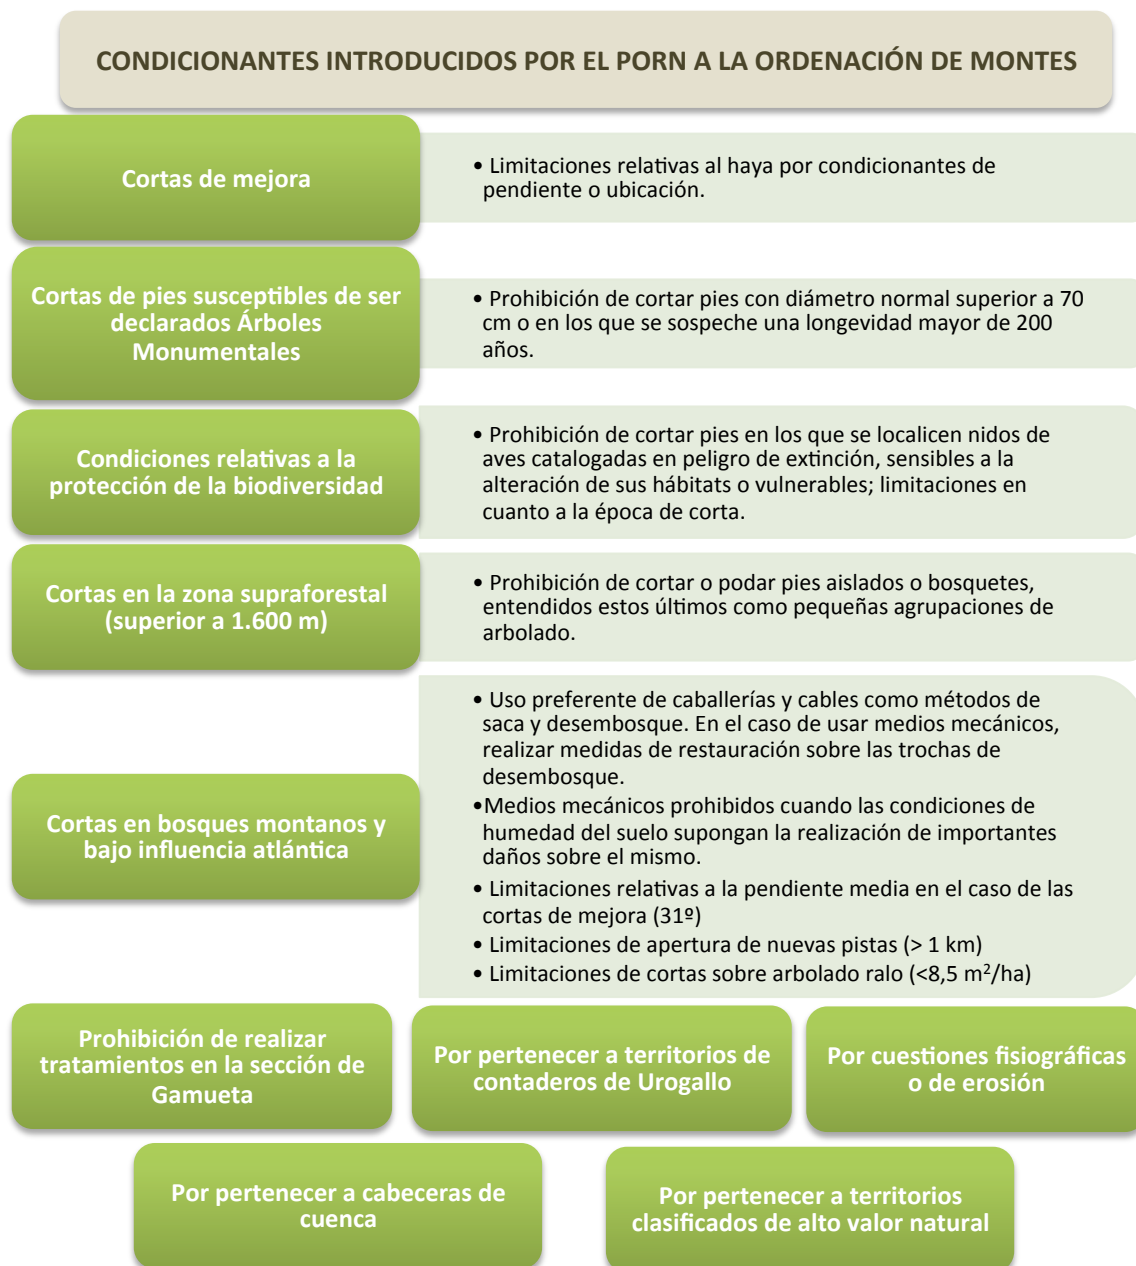 CONDICIONANTES INTRODUCIDOS POR EL PORN A LA ORDENACIÓN DE MONTES
Cortas de mejora
• Limitaciones relativas al haya por condicionantes de
pendiente o ubicación.
Cortas de pies susceptibles de ser
declarados Árboles
Monumentales
• Prohibición de cortar pies con diámetro normal superior a 70
cm o en los que se sospeche una longevidad mayor de 200
años.
Condiciones relativas a la
protección de la biodiversidad
• Prohibición de cortar pies en los que se localicen nidos de
aves catalogadas en peligro de extinción, sensibles a la
alteración de sus hábitats o vulnerables; limitaciones en
cuanto a la época de corta.
Cortas en la zona supraforestal
(superior a 1.600 m)
• Prohibición de cortar o podar pies aislados o bosquetes,
entendidos estos últimos como pequeñas agrupaciones de
arbolado.
Cortas en bosques montanos y
bajo influencia atlántica
• Uso preferente de caballerías y cables como métodos de
saca y desembosque. En el caso de usar medios mecánicos,
realizar medidas de restauración sobre las trochas de
desembosque.
•Medios mecánicos prohibidos cuando las condiciones de
humedad del suelo supongan la realización de importantes
daños sobre el mismo.
• Limitaciones relativas a la pendiente media en el caso de las
cortas de mejora (31º)
• Limitaciones de apertura de nuevas pistas (> 1 km)
• Limitaciones de cortas sobre arbolado ralo (<8,5 m²/ha)
Prohibición de realizar
tratamientos en la sección de
Gamueta
Por pertenecer a territorios de
contaderos de Urogallo
Por cuestiones fisiográficas
o de erosión
Por pertenecer a cabeceras de
cuenca
Por pertenecer a territorios
clasificados de alto valor natural